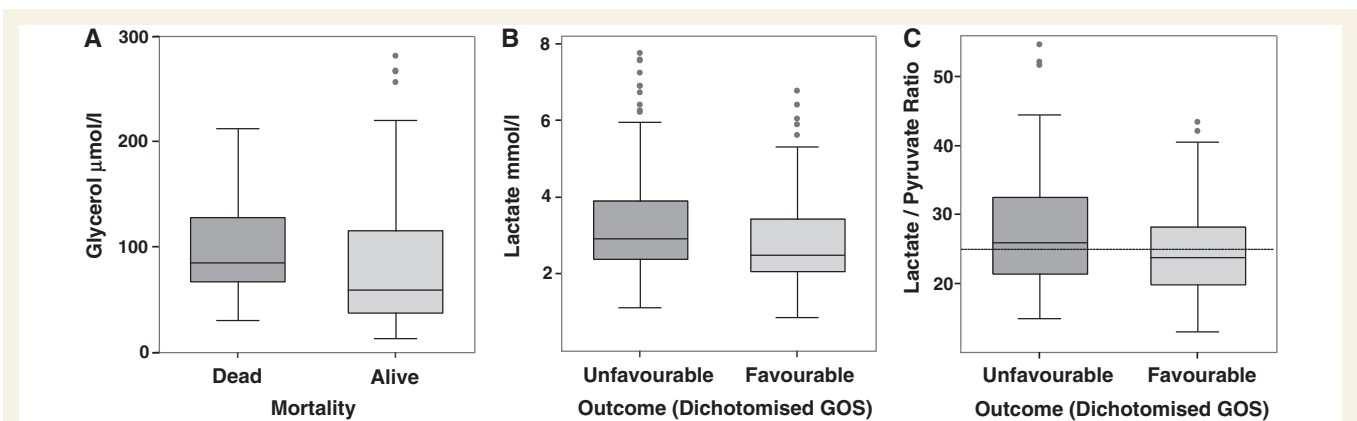 A
300
200
100
0
Glycerol μmol/l
Dead
Alive
Mortality
B
8
6
4
2
Lactate mmol/l
Unfavourable
Favourable
Outcome (Dichotomised GOS)
C
50
40
30
20
Lactate / Pyruvate Ratio
Unfavourable
Favourable
Outcome (Dichotomised GOS)